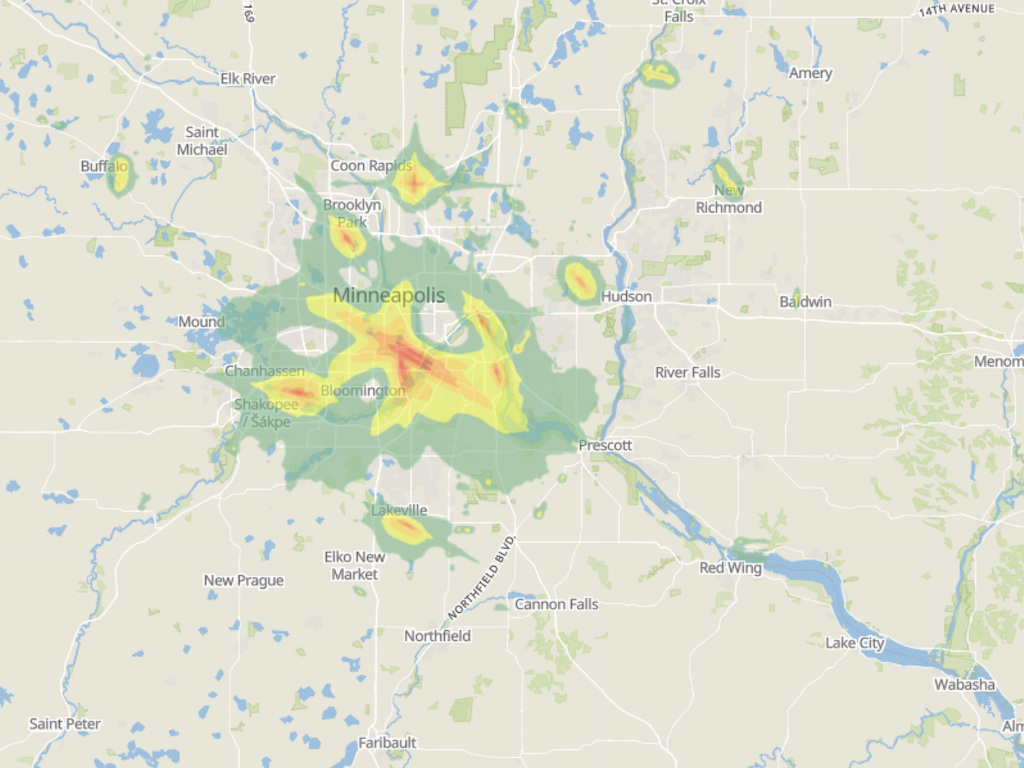 St. Croix
Falls
14TH AVENUE
169
Amery
Elk River
Saint
Michael
Buffalo
Coon Rapids
Brooklyn
Park
New
Richmond
Minneapolis
Hudson
Baldwin
Mound
Menom
Chanhassen
River Falls
Bloomington
Shakopee
/ Šákpe
Prescott
Lakeville
NORTHFIELD BLVD.
Elko New
Market
Red Wing
New Prague
Cannon Falls
Northfield
Lake City
Wabasha
Saint Peter
Alm
Faribault